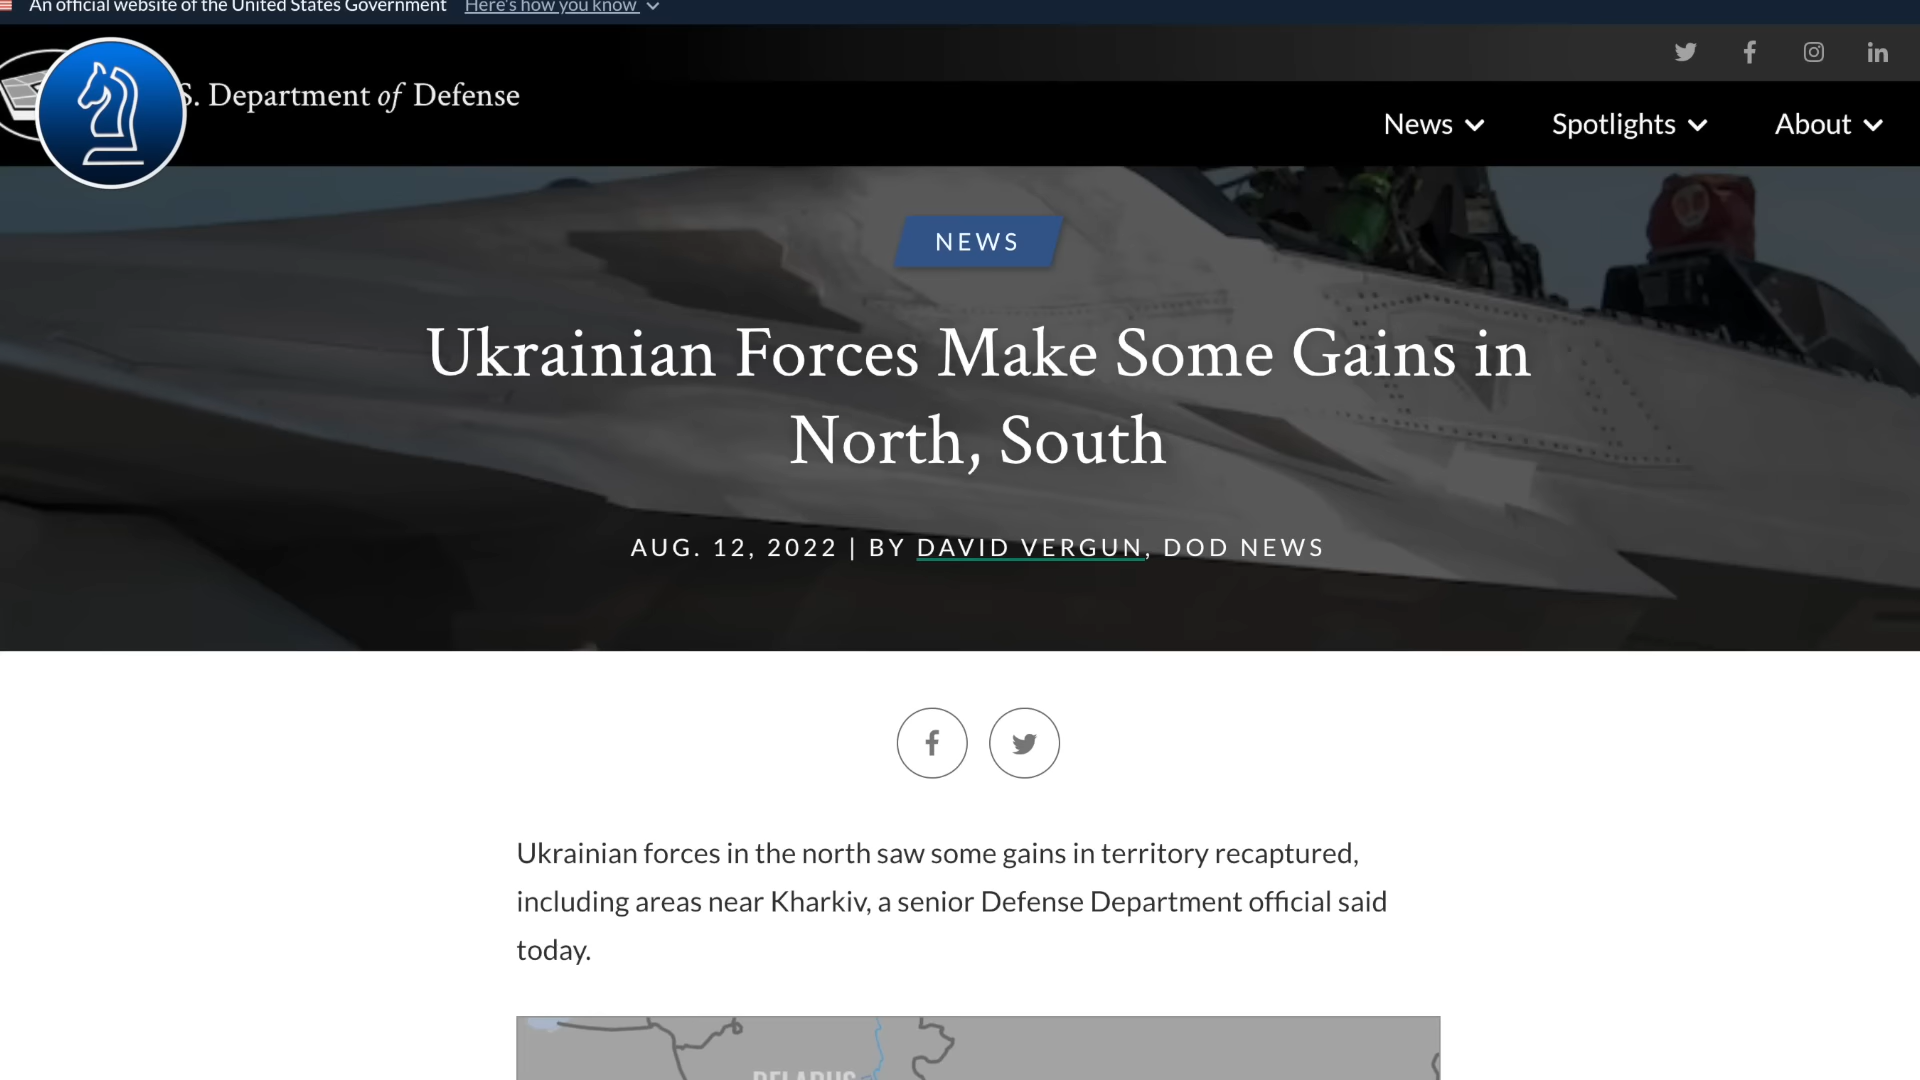 An official website of the United States Government Here's how you know
S. Department of Defense
News Spotlights About
NEWS
Ukrainian Forces Make Some Gains in
North, South
AUG. 12, 2022 | BY DAVID VERGUN, DOD NEWS
Ukrainian forces in the north saw some gains in territory recaptured,
including areas near Kharkiv, a senior Defense Department official said
today.
BELARUS